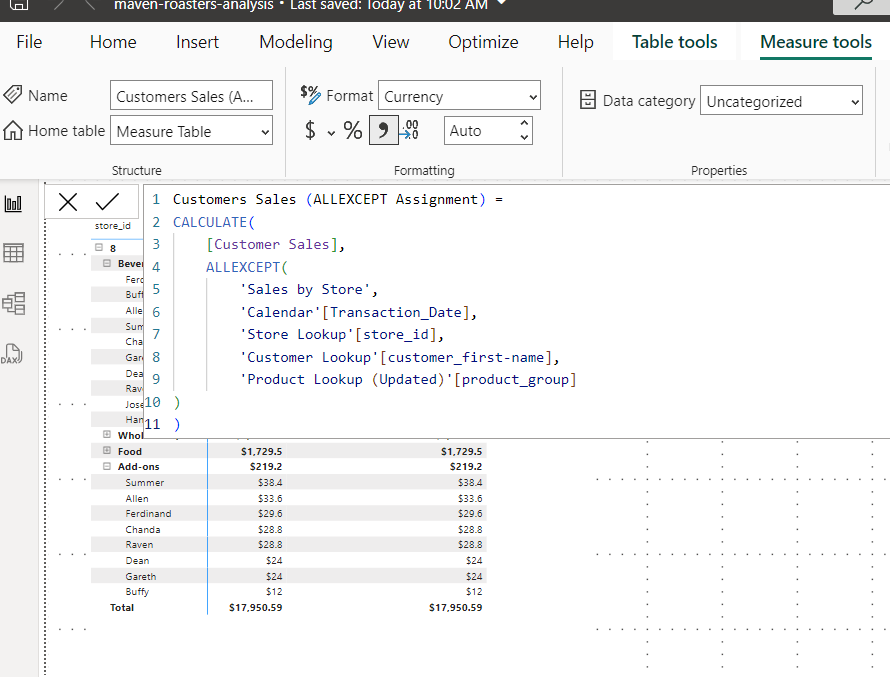 maven-roasters-analysis • Last saved: Today at 10:02 AM
File Home Insert Modeling View Optimize Help Table tools Measure tools
Name Customers Sales (A... $% Format Currency Data category Uncategorized
Home table Measure Table $ % 9 .00 →.0 Auto
Structure Formatting Properties
1 Customers Sales (ALLEXCEPT Assignment) =
2 CALCULATE(
3 [Customer Sales],
4 ALLEXCEPT(
5 'Sales by Store',
6 'Calendar'[Transaction_Date],
7 'Store Lookup'[store_id],
8 'Customer Lookup'[customer_first-name],
9 'Product Lookup (Updated)'[product_group]
10 )
11 )
DAX
store_id
8
Bever
Ferd
Buff
Alle
Sum
Cha
Gar
Dea
Rav
Jose
Han
Whol
Food $1,729.5 $1,729.5
Add-ons $219.2 $219.2
Summer $38.4 $38.4
Allen $33.6 $33.6
Ferdinand $29.6 $29.6
Chanda $28.8 $28.8
Raven $28.8 $28.8
Dean $24 $24
Gareth $24 $24
Buffy $12 $12
Total $17,950.59 $17,950.59